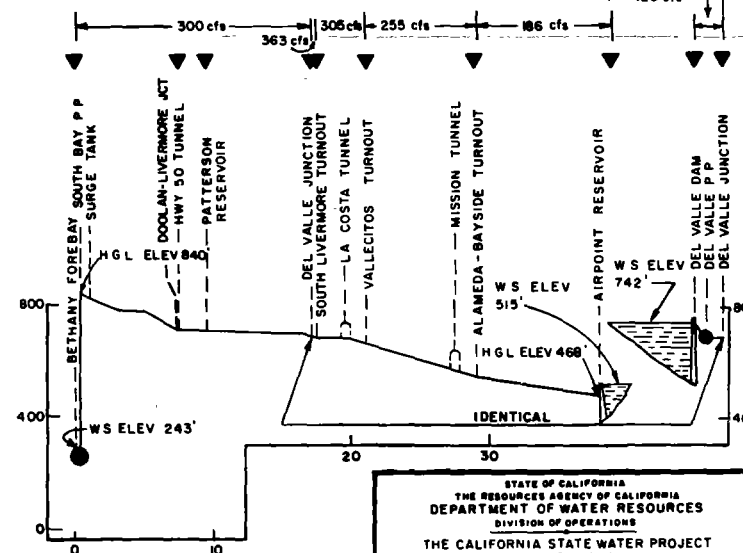 300 cfs
363 cfs
305 cfs
255 cfs
186 cfs
BETHANY FOREBAY SOUTH BAY P P
SURGE TANK
DOOLAN-LIVERMORE JCT
HWY 50 TUNNEL
PATTERSON
RESERVOIR
DEL VALLE JUNCTION
SOUTH LIVERMORE TURNOUT
LA COSTA TUNNEL
VALLECITOS TURNOUT
MISSION TUNNEL
ALAMEDA-BAYSIDE TURNOUT
AIRPOINT RESERVOIR
DEL VALLE DAM
DEL VALLE P P
DEL VALLE JUNCTION
H G L ELEV 840'
W S ELEV
742'
W S ELEV
515'
H G L ELEV 468'
W S ELEV 243'
IDENTICAL
800
400
0
0
10
20
30
STATE OF CALIFORNIA
THE RESOURCES AGENCY OF CALIFORNIA
DEPARTMENT OF WATER RESOURCES
DIVISION OF OPERATIONS
THE CALIFORNIA STATE WATER PROJECT